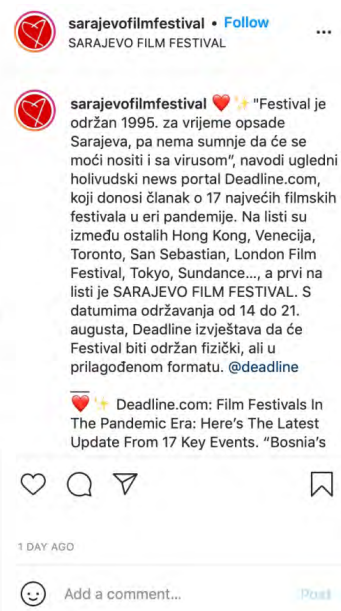 sarajevofilmfestival • Follow
SARAJEVO FILM FESTIVAL
sarajevofilmfestival ❤️ ✨ "Festival je
održan 1995. za vrijeme opsade
Sarajeva, pa nema sumnje da će se
moći nositi i sa virusom”, navodi ugledni
holivudski news portal Deadline.com,
koji donosi članak o 17 najvećih filmskih
festivala u eri pandemije. Na listi su
između ostalih Hong Kong, Venecija,
Toronto, San Sebastian, London Film
Festival, Tokyo, Sundance..., a prvi na
listi je SARAJEVO FILM FESTIVAL. S
datumima održavanja od 14 do 21.
augusta, Deadline izvještava da će
Festival biti održan fizički, ali u
prilagođenom formatu. @deadline
__
❤️ ✨ Deadline.com: Film Festivals In
The Pandemic Era: Here’s The Latest
Update From 17 Key Events. “Bosnia’s
1 DAY AGO
Add a comment...
Post